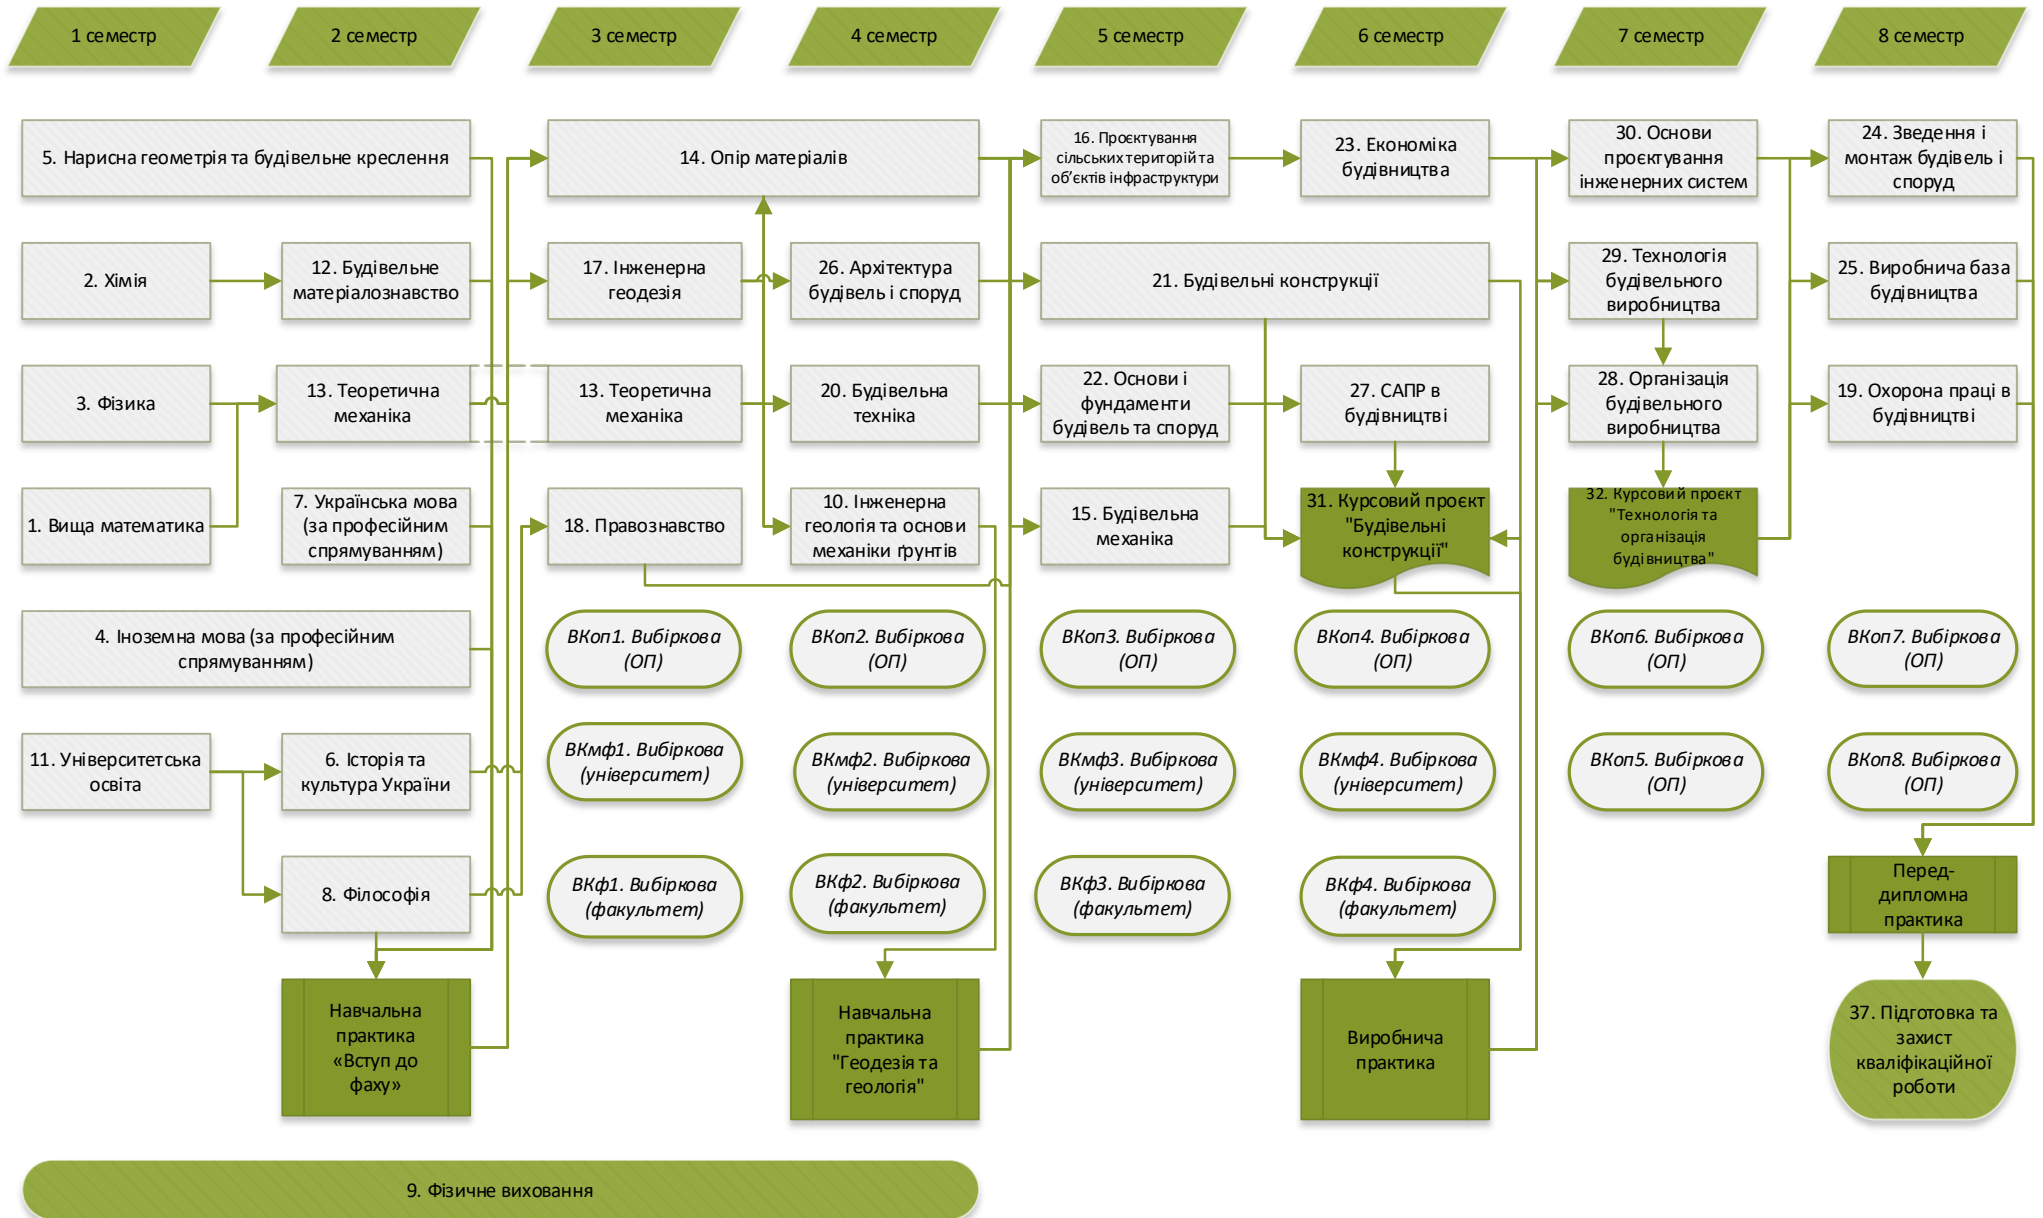 1 семестр
2 семестр
3 семестр
4 семестр
5 семестр
6 семестр
7 семестр
8 семестр
5. Нарисна геометрія та будівельне креслення
14. Опір матеріалів
16. Проєктування
сільських територій та
об’єктів інфраструктури
23. Економіка
будівництва
30. Основи
проєктування
інженерних систем
24. Зведення і
монтаж будівель і
споруд
2. Хімія
12. Будівельне
матеріалознавство
17. Інженерна
геодезія
26. Архітектура
будівель і споруд
21. Будівельні конструкції
29. Технологія
будівельного
виробництва
25. Виробнича база
будівництва
3. Фізика
13. Теоретична
механіка
13. Теоретична
механіка
20. Будівельна
техніка
22. Основи і
фундаменти
будівель та споруд
27. САПР в
будівництві
28. Організація
будівельного
виробництва
19. Охорона праці в
будівництві
1. Вища математика
7. Українська мова
(за професійним
спрямуванням)
18. Правознавство
10. Інженерна
геологія та основи
механіки ґрунтів
15. Будівельна
механіка
31. Курсовий проєкт
"Будівельні
конструкції"
32. Курсовий проєкт
"Технологія та
організація
будівництва"
4. Іноземна мова (за професійним
спрямуванням)
ВКоп1. Вибіркова
(ОП)
ВКоп2. Вибіркова
(ОП)
ВКоп3. Вибіркова
(ОП)
ВКоп4. Вибіркова
(ОП)
ВКоп6. Вибіркова
(ОП)
ВКоп7. Вибіркова
(ОП)
11. Університетська
освіта
6. Історія та
культура України
ВКмф1. Вибіркова
(університет)
ВКмф2. Вибіркова
(університет)
ВКмф3. Вибіркова
(університет)
ВКмф4. Вибіркова
(університет)
ВКоп5. Вибіркова
(ОП)
ВКоп8. Вибіркова
(ОП)
8. Філософія
ВКф1. Вибіркова
(факультет)
ВКф2. Вибіркова
(факультет)
ВКф3. Вибіркова
(факультет)
ВКф4. Вибіркова
(факультет)
Перед-
дипломна
практика
Навчальна
практика
«Вступ до
фаху»
Навчальна
практика
"Геодезія та
геологія"
Виробнича
практика
37. Підготовка та
захист
кваліфікаційної
роботи
9. Фізичне виховання